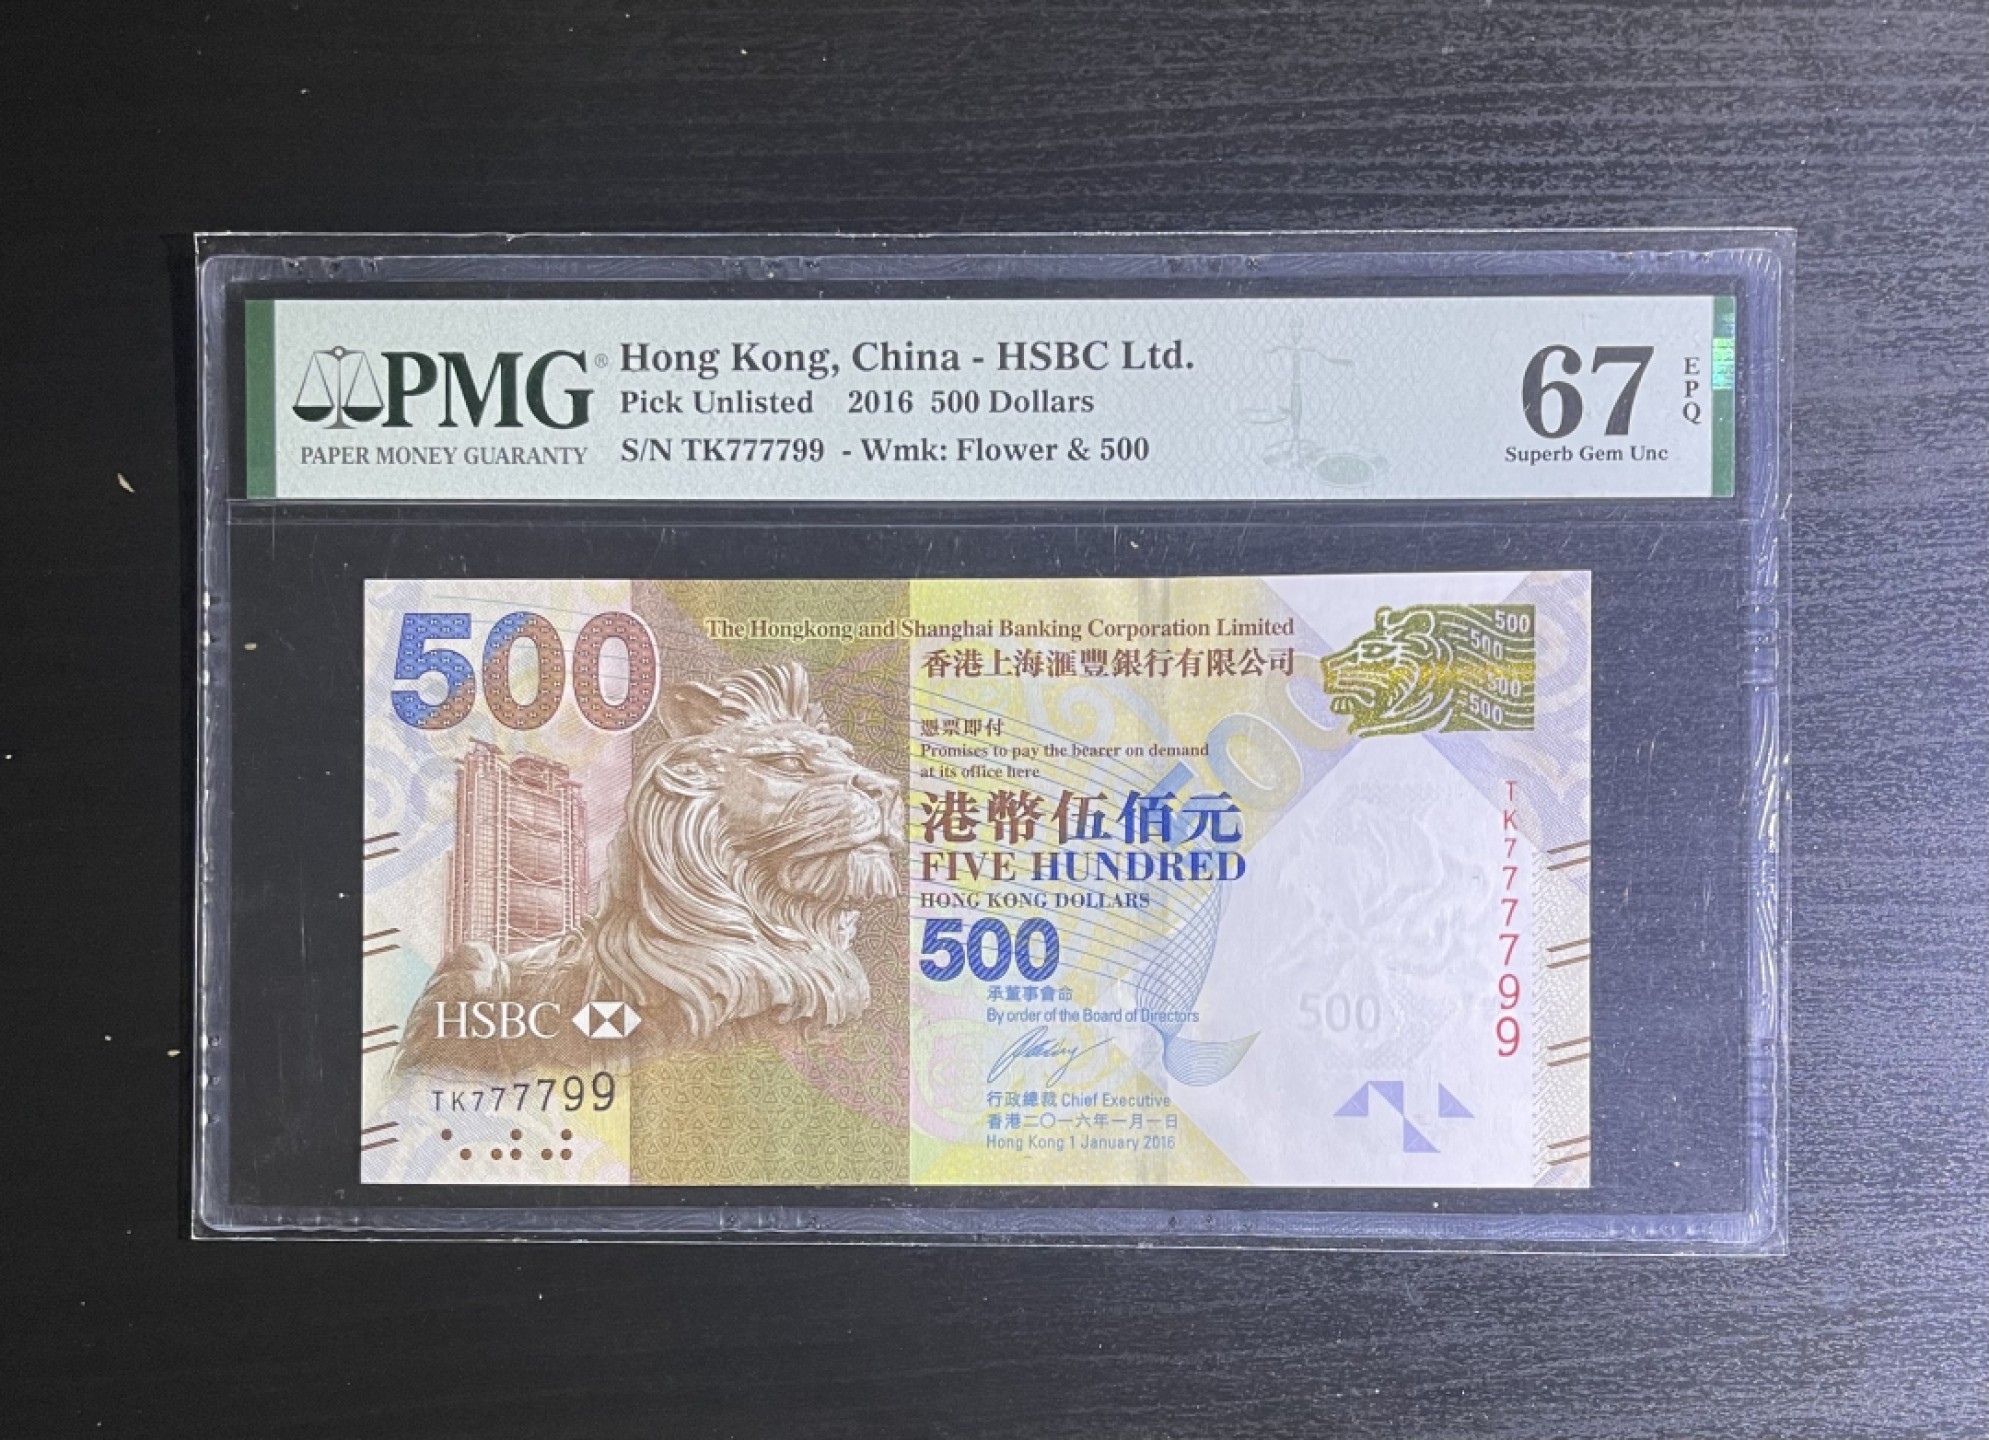 PMG®
PAPER MONEY GUARANTY
Hong Kong, China - HSBC Ltd.
Pick Unlisted 2016 500 Dollars
S/N TK777799 - Wmk: Flower & 500
67
EPQ
Superb Gem Unc
500
The Hongkong and Shanghai Banking Corporation Limited
香港上海滙豐銀行有限公司
500
500
500
500
憑票即付
Promises to pay the bearer on demand
at its office here
500
港幣伍佰元
FIVE HUNDRED
HONG KONG DOLLARS
500
承董事會命
By order of the Board of Directors
行政總裁 Chief Executive
香港二〇一六年一月一日
Hong Kong 1 January 2016
HSBC
TK777799
500
TK777799